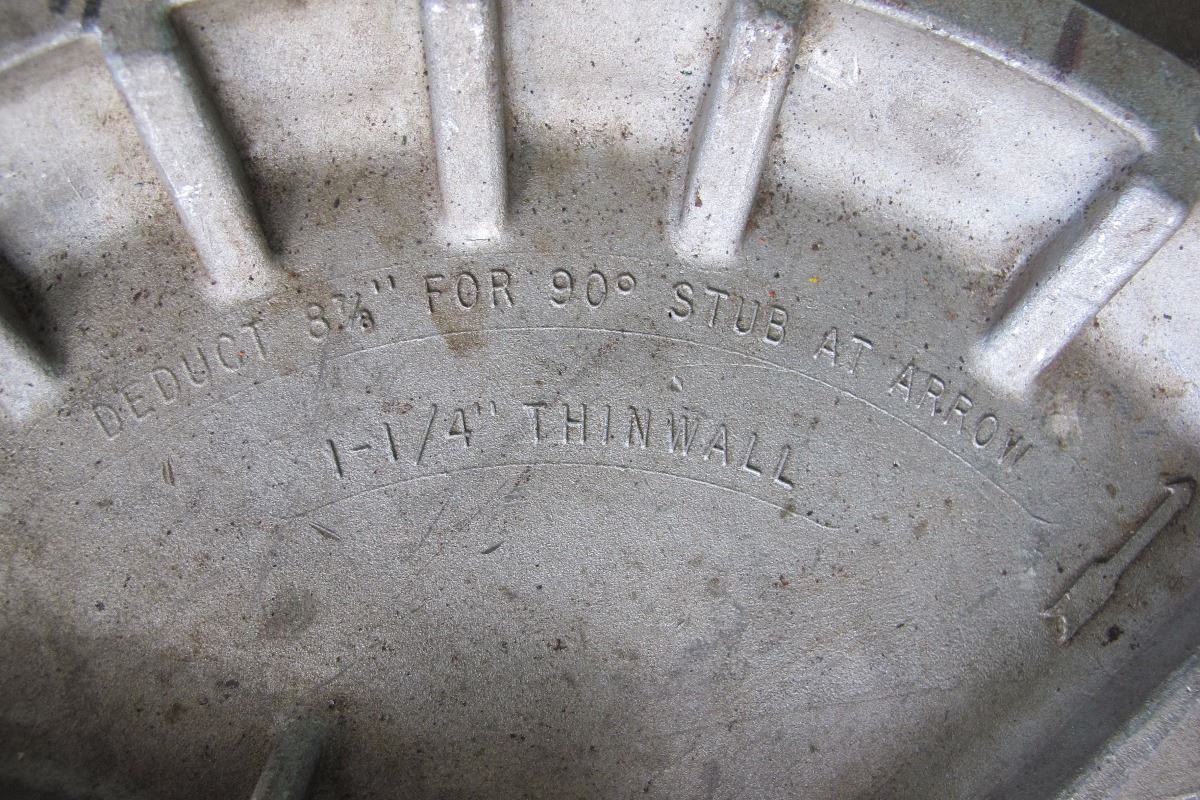 DEDUCT 8⅞" FOR 90° STUB AT ARROW
1-1/4" THINWALL